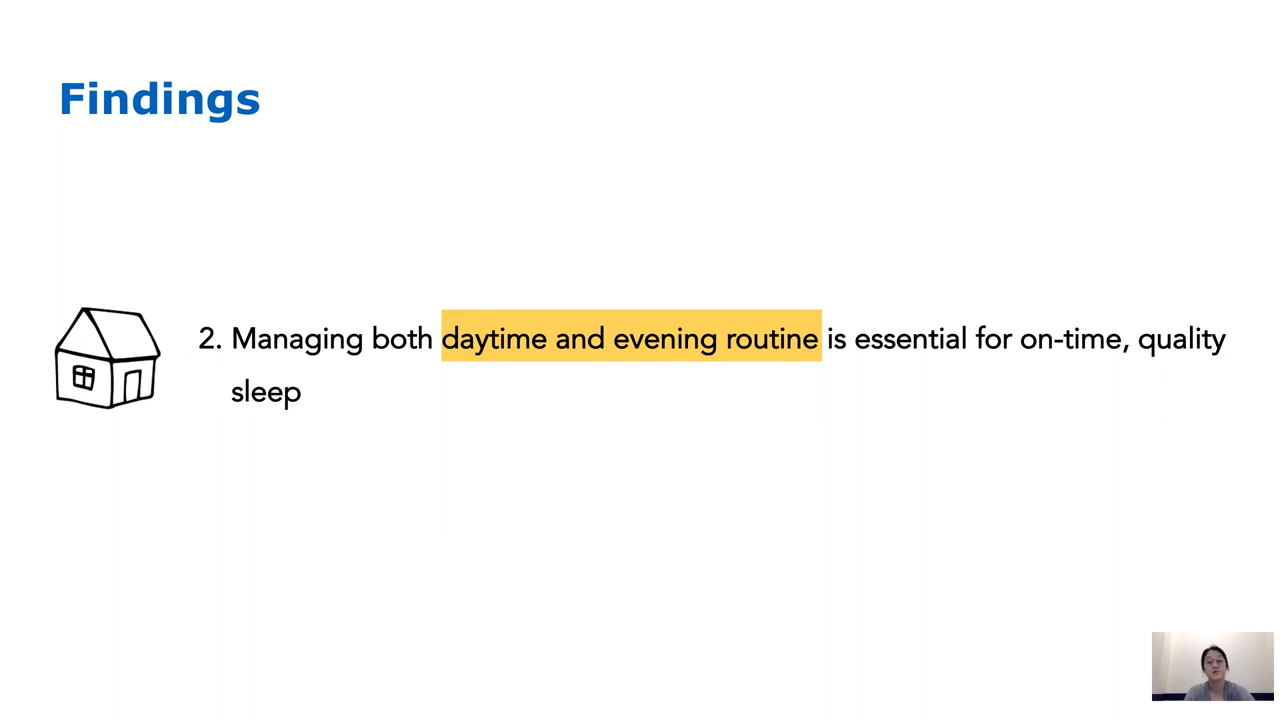 Findings
2. Managing both daytime and evening routine is essential for on-time, quality
sleep